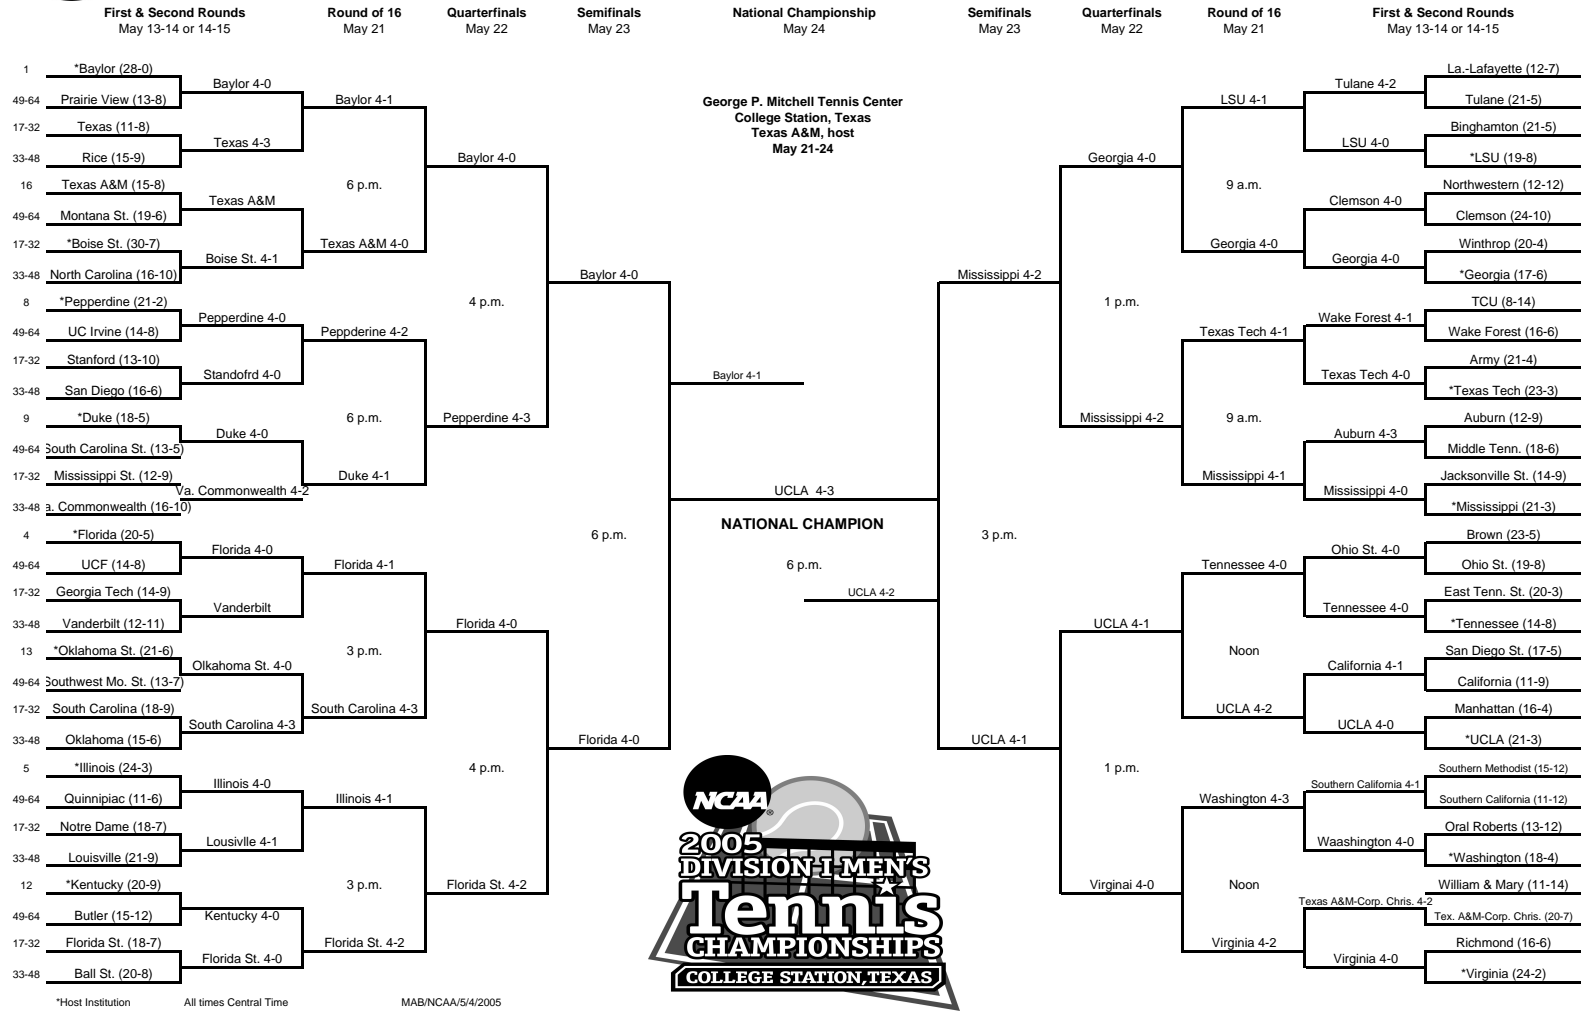 First & Second Rounds
May 13-14 or 14-15
Round of 16
May 21
Quarterfinals
May 22
Semifinals
May 23
National Championship
May 24
Semifinals
May 23
Quarterfinals
May 22
Round of 16
May 21
First & Second Rounds
May 13-14 or 14-15
1
*Baylor (28-0)
49-64
Prairie View (13-8)
17-32
Texas (11-8)
33-48
Rice (15-9)
16
Texas A&M (15-8)
49-64
Montana St. (19-6)
17-32
*Boise St. (30-7)
33-48
North Carolina (16-10)
8
*Pepperdine (21-2)
49-64
UC Irvine (14-8)
17-32
Stanford (13-10)
33-48
San Diego (16-6)
9
*Duke (18-5)
49-64
South Carolina St. (13-5)
17-32
Mississippi St. (12-9)
33-48
a. Commonwealth (16-10)
4
*Florida (20-5)
49-64
UCF (14-8)
17-32
Georgia Tech (14-9)
33-48
Vanderbilt (12-11)
13
*Oklahoma St. (21-6)
49-64
Southwest Mo. St. (13-7)
17-32
South Carolina (18-9)
33-48
Oklahoma (15-6)
5
*Illinois (24-3)
49-64
Quinnipiac (11-6)
17-32
Notre Dame (18-7)
33-48
Louisville (21-9)
12
*Kentucky (20-9)
49-64
Butler (15-12)
17-32
Florida St. (18-7)
33-48
Ball St. (20-8)
Baylor 4-0
Texas 4-3
Texas A&M
Boise St. 4-1
Pepperdine 4-0
Standofrd 4-0
Duke 4-0
Va. Commonwealth 4-2
Florida 4-0
Vanderbilt
Olkahoma St. 4-0
South Carolina 4-3
Illinois 4-0
Lousivlle 4-1
Kentucky 4-0
Florida St. 4-0
Baylor 4-1
6 p.m.
Texas A&M 4-0
Peppderine 4-2
6 p.m.
Duke 4-1
Florida 4-1
3 p.m.
South Carolina 4-3
Illinois 4-1
3 p.m.
Florida St. 4-2
Baylor 4-0
4 p.m.
Pepperdine 4-3
Florida 4-0
4 p.m.
Florida St. 4-2
Baylor 4-0
6 p.m.
Florida 4-0
George P. Mitchell Tennis Center
College Station, Texas
Texas A&M, host
May 21-24
Baylor 4-1
UCLA 4-3
NATIONAL CHAMPION
6 p.m.
UCLA 4-2
Mississippi 4-2
3 p.m.
UCLA 4-1
Georgia 4-0
1 p.m.
Mississippi 4-2
UCLA 4-1
1 p.m.
Virginai 4-0
LSU 4-1
9 a.m.
Georgia 4-0
Texas Tech 4-1
9 a.m.
Mississippi 4-1
Tennessee 4-0
Noon
UCLA 4-2
Washington 4-3
Noon
Virginia 4-2
Tulane 4-2
LSU 4-0
Clemson 4-0
Georgia 4-0
Wake Forest 4-1
Texas Tech 4-0
Auburn 4-3
Mississippi 4-0
Ohio St. 4-0
Tennessee 4-0
California 4-1
UCLA 4-0
Southern California 4-1
Waashington 4-0
Texas A&M-Corp. Chris. 4-2
Virginia 4-0
La.-Lafayette (12-7)
Tulane (21-5)
Binghamton (21-5)
*LSU (19-8)
Northwestern (12-12)
Clemson (24-10)
Winthrop (20-4)
*Georgia (17-6)
TCU (8-14)
Wake Forest (16-6)
Army (21-4)
*Texas Tech (23-3)
Auburn (12-9)
Middle Tenn. (18-6)
Jacksonville St. (14-9)
*Mississippi (21-3)
Brown (23-5)
Ohio St. (19-8)
East Tenn. St. (20-3)
*Tennessee (14-8)
San Diego St. (17-5)
California (11-9)
Manhattan (16-4)
*UCLA (21-3)
Southern Methodist (15-12)
Southern California (11-12)
Oral Roberts (13-12)
*Washington (18-4)
William & Mary (11-14)
Tex. A&M-Corp. Chris. (20-7)
Richmond (16-6)
*Virginia (24-2)
NCAA®
2005
DIVISION I MEN'S
Tennis
CHAMPIONSHIPS
COLLEGE STATION, TEXAS
*Host Institution
All times Central Time
MAB/NCAA/5/4/2005